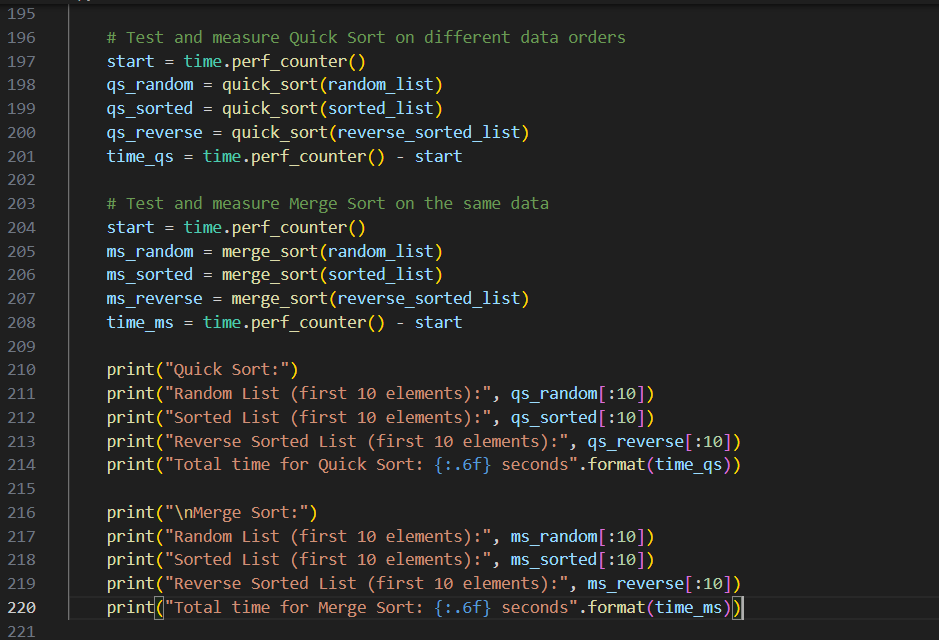 195
196 # Test and measure Quick Sort on different data orders
197 start = time.perf_counter()
198 qs_random = quick_sort(random_list)
199 qs_sorted = quick_sort(sorted_list)
200 qs_reverse = quick_sort(reverse_sorted_list)
201 time_qs = time.perf_counter() - start
202
203 # Test and measure Merge Sort on the same data
204 start = time.perf_counter()
205 ms_random = merge_sort(random_list)
206 ms_sorted = merge_sort(sorted_list)
207 ms_reverse = merge_sort(reverse_sorted_list)
208 time_ms = time.perf_counter() - start
209
210 print("Quick Sort:")
211 print("Random List (first 10 elements):", qs_random[:10])
212 print("Sorted List (first 10 elements):", qs_sorted[:10])
213 print("Reverse Sorted List (first 10 elements):", qs_reverse[:10])
214 print("Total time for Quick Sort: {:.6f} seconds".format(time_qs))
215
216 print("\nMerge Sort:")
217 print("Random List (first 10 elements):", ms_random[:10])
218 print("Sorted List (first 10 elements):", ms_sorted[:10])
219 print("Reverse Sorted List (first 10 elements):", ms_reverse[:10])
220 print("Total time for Merge Sort: {:.6f} seconds".format(time_ms))
221